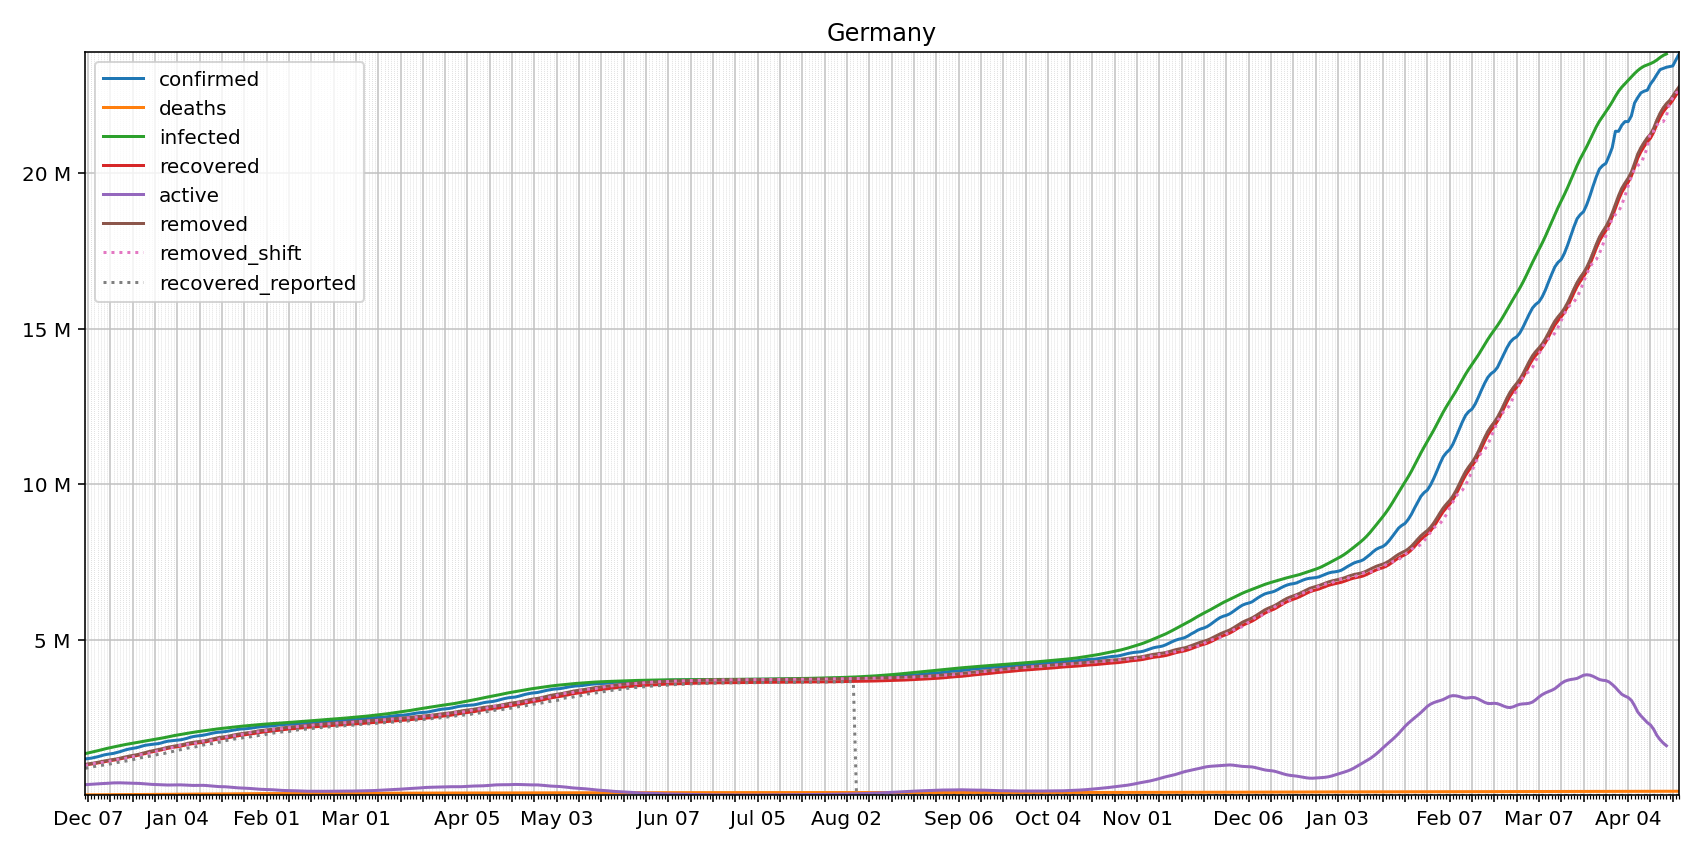 Germany
confirmed
deaths
infected
recovered
active
removed
removed_shift
recovered_reported
20 M
15 M
10 M
5 M
Dec 07 Jan 04 Feb 01 Mar 01 Apr 05 May 03 Jun 07 Jul 05 Aug 02 Sep 06 Oct 04 Nov 01 Dec 06 Jan 03 Feb 07 Mar 07 Apr 04